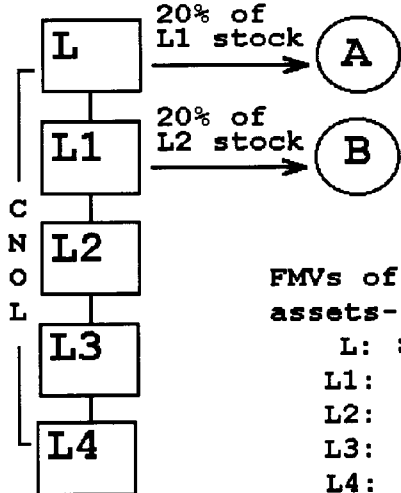 20% of
L1 stock
L
A
20% of
L2 stock
L1
B
CNOL
L2
L3
L4
FMVs of
assets-
L:
L1:
L2:
L3:
L4: